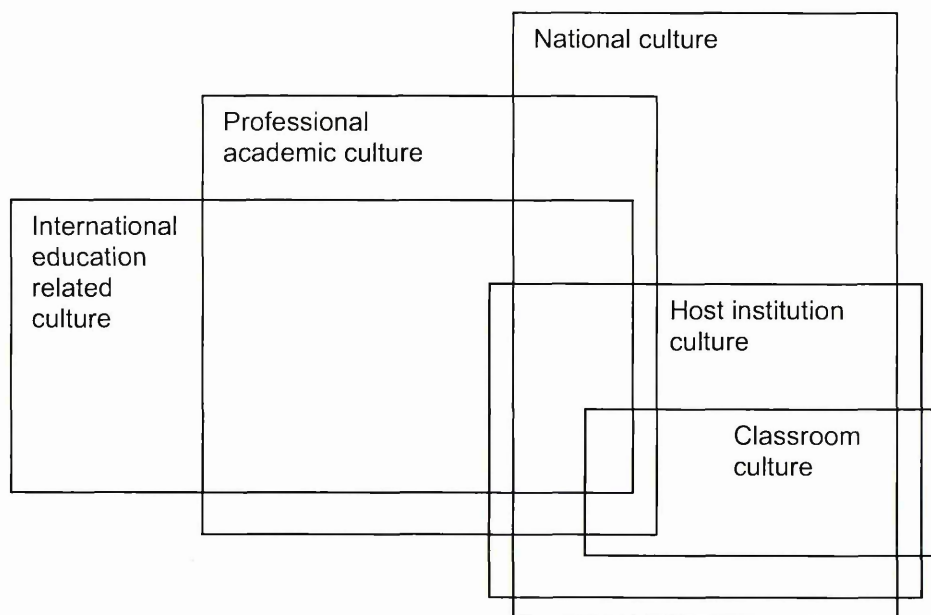 National culture
Professional
academic culture
International
education
related
culture
Host institution
culture
Classroom
culture